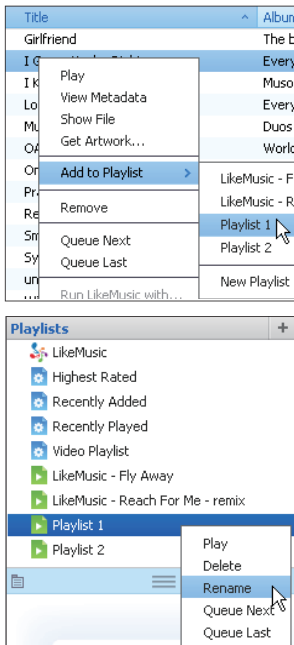 Title Album
Girlfriend The b
Every
Muso
Every
Duos
World
Play
View Metadata
Show File
Get Artwork...
Add to Playlist >
Remove
Queue Next
Queue Last
Run LikeMusic with...
LikeMusic - F
LikeMusic - R
Playlist 1
Playlist 2
New Playlist
Playlists +
LikeMusic
Highest Rated
Recently Added
Recently Played
Video Playlist
LikeMusic - Fly Away
LikeMusic - Reach For Me - remix
Playlist 1
Playlist 2
Play
Delete
Rename
Queue Next
Queue Last